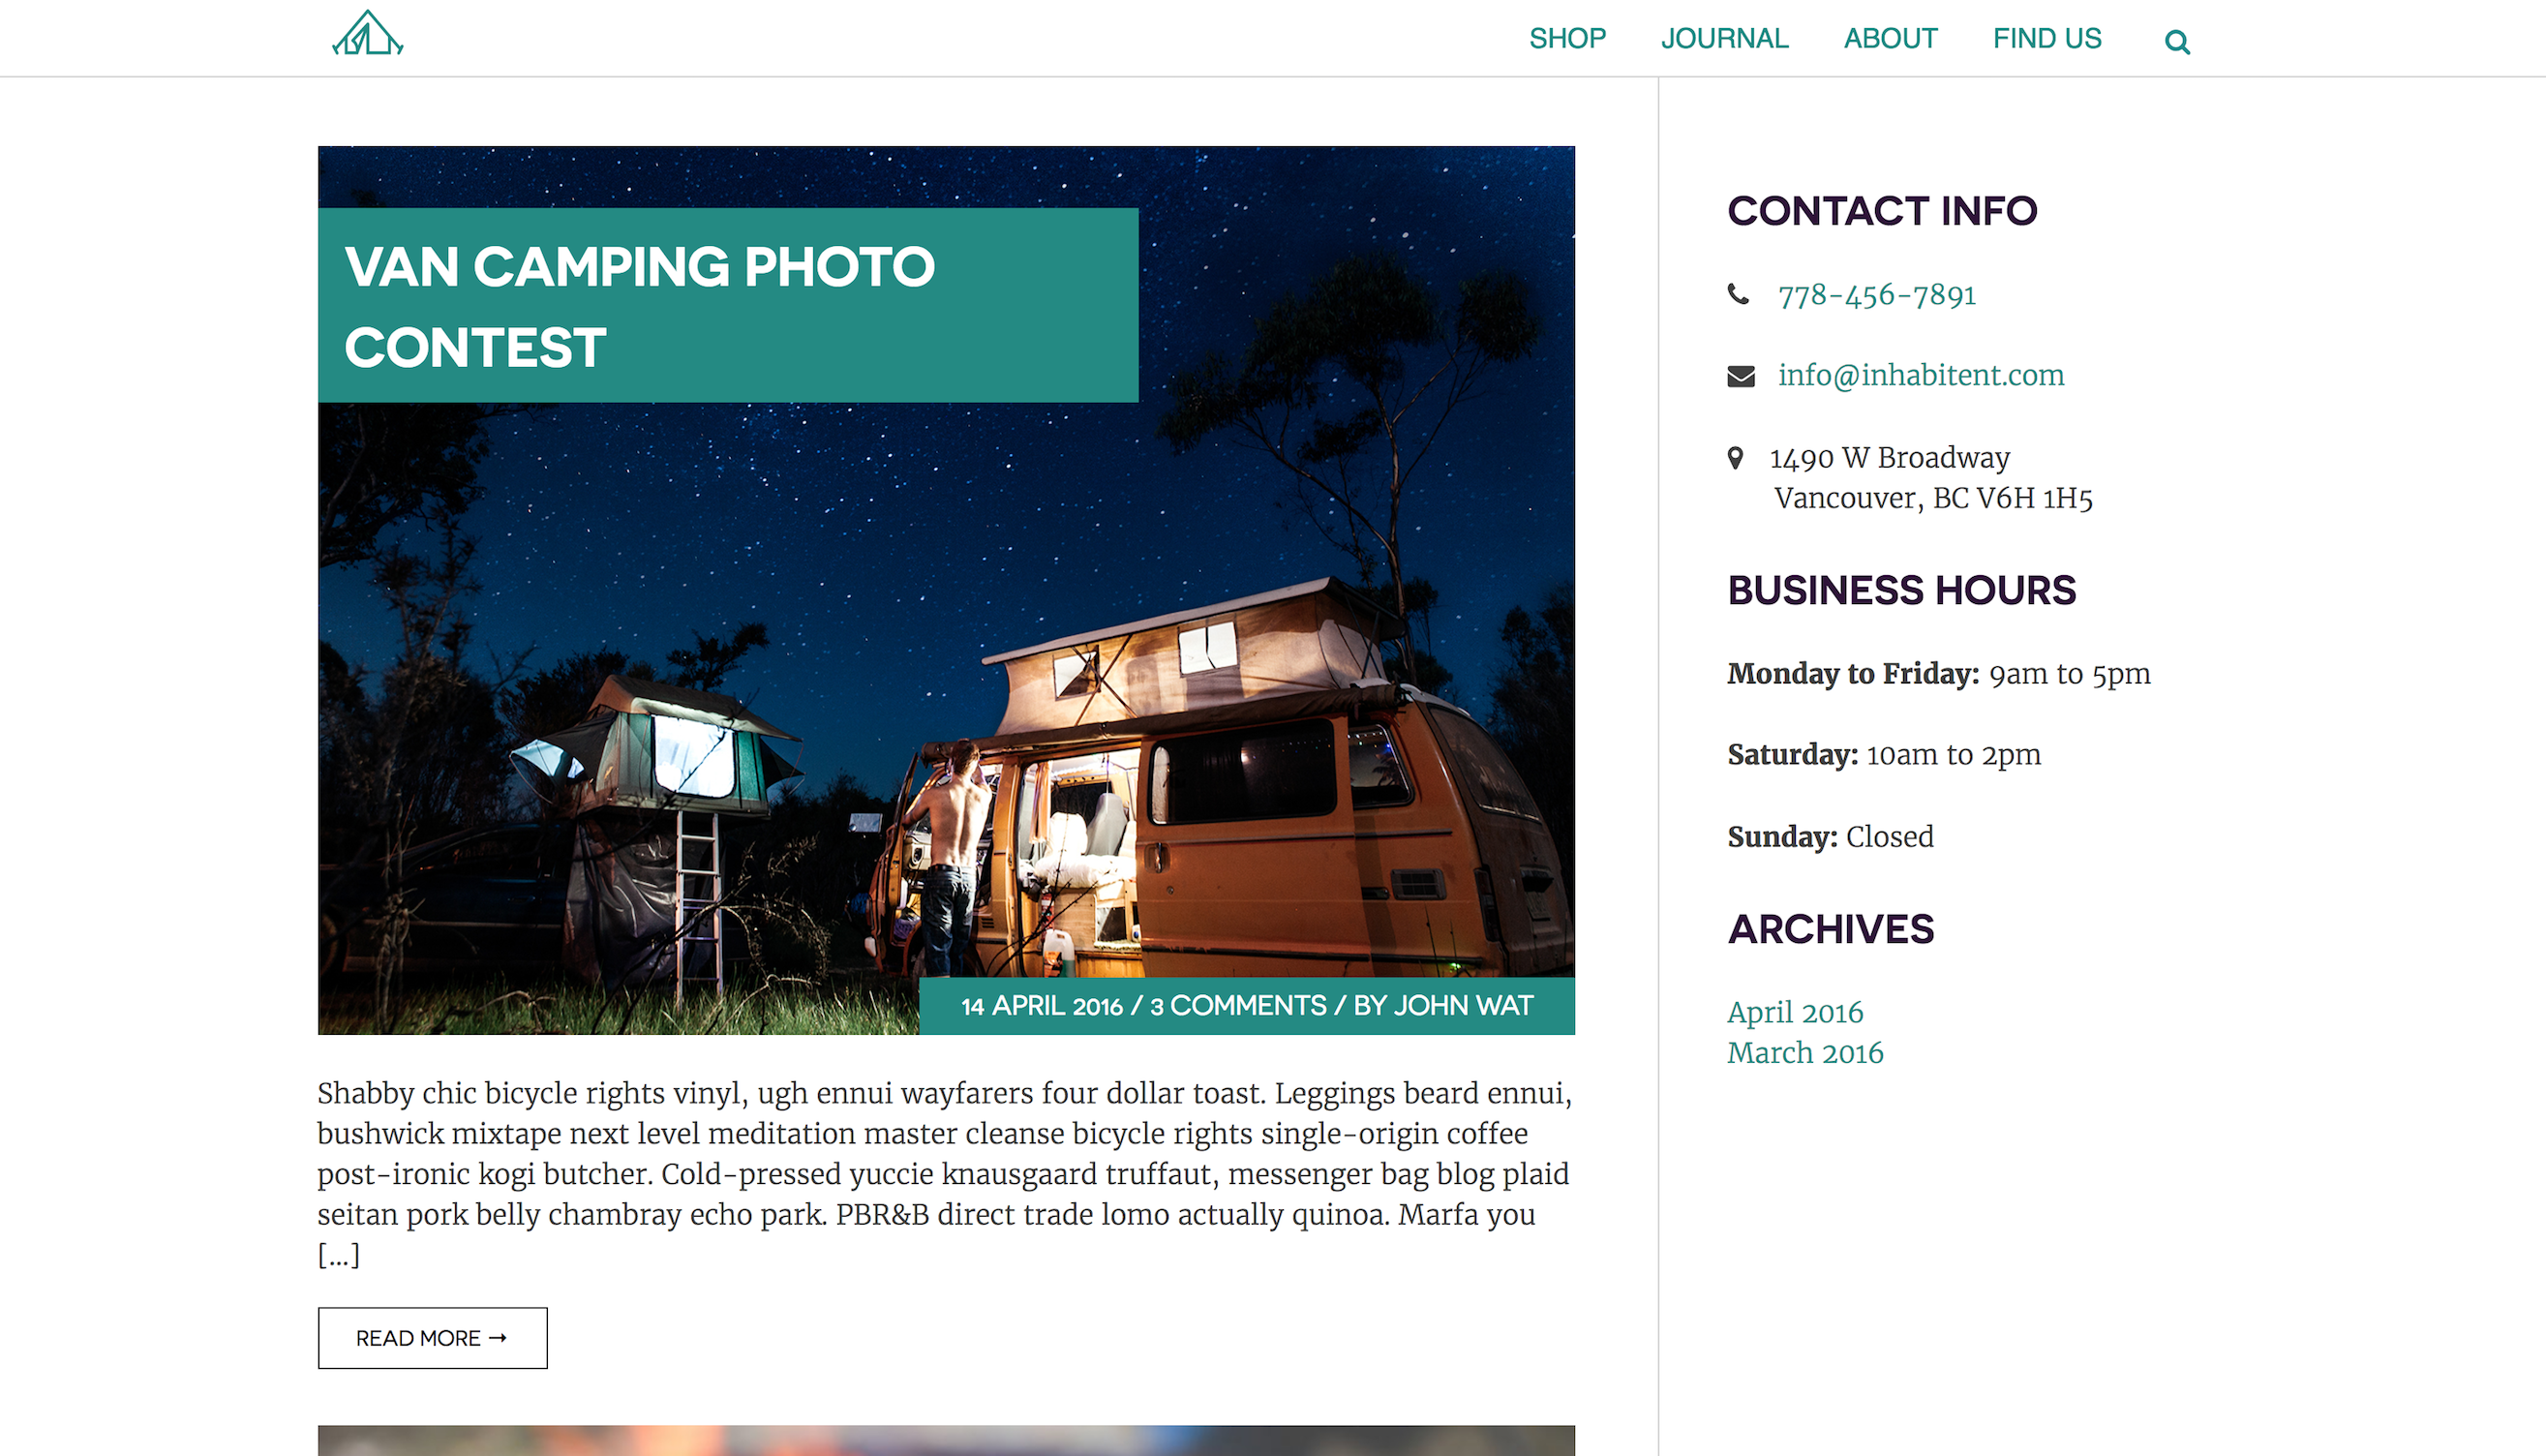 SHOP JOURNAL ABOUT FIND US
VAN CAMPING PHOTO
CONTEST
14 APRIL 2016 / 3 COMMENTS / BY JOHN WAT
Shabby chic bicycle rights vinyl, ugh ennui wayfarers four dollar toast. Leggings beard ennui,
bushwick mixtape next level meditation master cleanse bicycle rights single-origin coffee
post-ironic kogi butcher. Cold-pressed yuccie knausgaard truffaut, messenger bag blog plaid
seitan pork belly chambray echo park. PBR&B direct trade lomo actually quinoa. Marfa you
[…]
READ MORE →
CONTACT INFO
778-456-7891
info@inhabitent.com
1490 W Broadway
Vancouver, BC V6H 1H5
BUSINESS HOURS
Monday to Friday: 9am to 5pm
Saturday: 10am to 2pm
Sunday: Closed
ARCHIVES
April 2016
March 2016